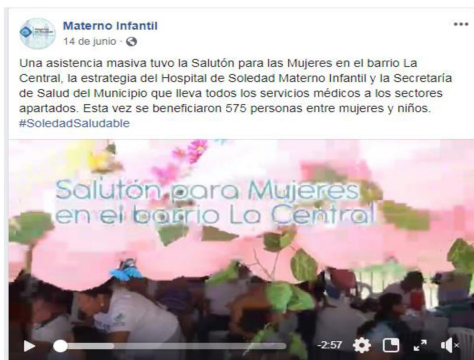 Materno Infantil
14 de junio ·
Una asistencia masiva tuvo la Salutón para las Mujeres en el barrio La
Central, la estrategia del Hospital de Soledad Materno Infantil y la Secretaría
de Salud del Municipio que lleva todos los servicios médicos a los sectores
apartados. Esta vez se beneficiaron 575 personas entre mujeres y niños.
#SoledadSaludable
Salutón para Mujeres
en el barrio La Central
-2:57